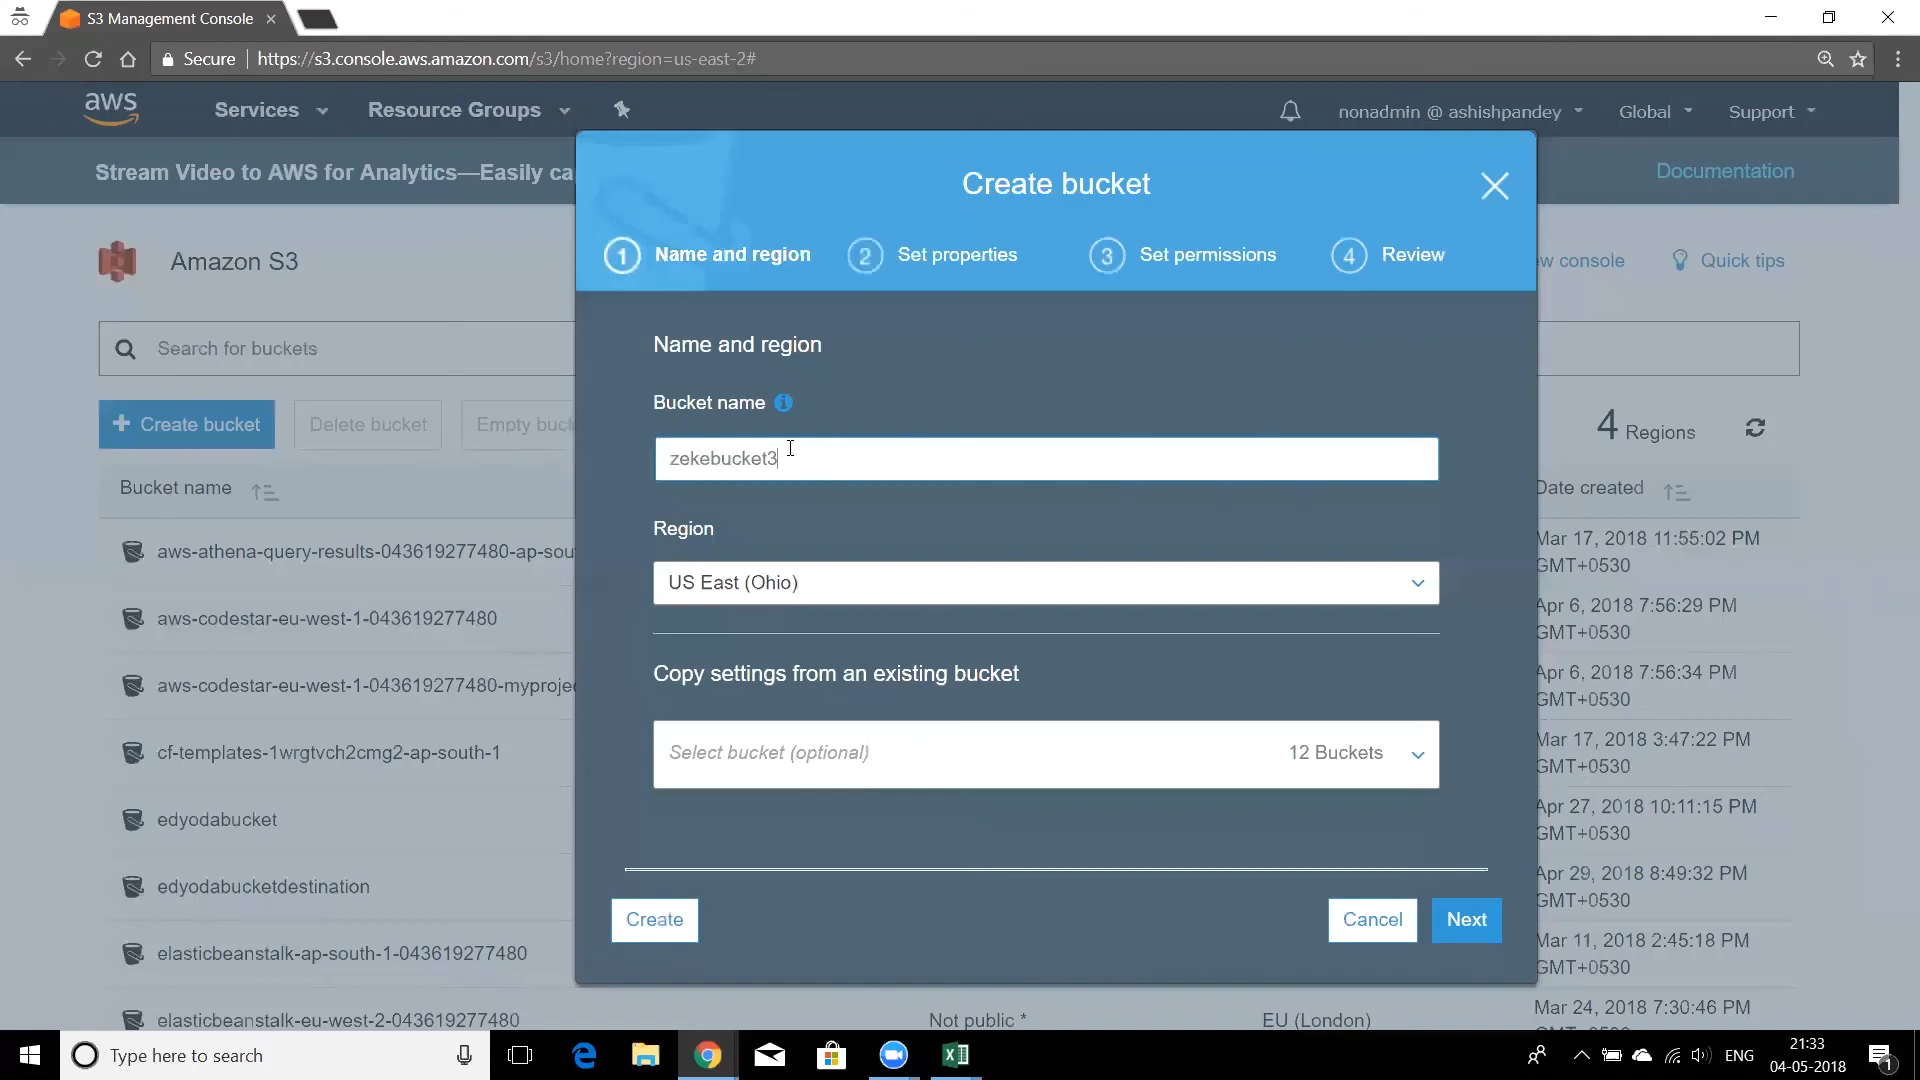 S3 Management Console
Secure
https://s3.console.aws.amazon.com/s3/home?region=us-east-2#
aws
Services
Resource Groups
nonadmin @ ashishpandey
Global
Support
Stream Video to AWS for Analytics—Easily ca
Documentation
Create bucket
1 Name and region
2 Set properties
3 Set permissions
4 Review
Amazon S3
w console
Quick tips
Search for buckets
Name and region
Bucket name
zekebucket3
Create bucket
Delete bucket
Empty buck
4 Regions
Bucket name
Date created
Region
US East (Ohio)
aws-athena-query-results-043619277480-ap-sou
Mar 17, 2018 11:55:02 PM
GMT+0530
aws-codestar-eu-west-1-043619277480
Apr 6, 2018 7:56:29 PM
GMT+0530
Copy settings from an existing bucket
aws-codestar-eu-west-1-043619277480-myprojec
Apr 6, 2018 7:56:34 PM
GMT+0530
Select bucket (optional)
12 Buckets
cf-templates-1wrgtvch2cmg2-ap-south-1
Mar 17, 2018 3:47:22 PM
GMT+0530
edyodabucket
Apr 27, 2018 10:11:15 PM
GMT+0530
edyodabucketdestination
Apr 29, 2018 8:49:32 PM
GMT+0530
Create
Cancel
Next
elasticbeanstalk-ap-south-1-043619277480
Mar 11, 2018 2:45:18 PM
GMT+0530
elasticbeanstalk-eu-west-2-043619277480
Not public *
EU (London)
Mar 24, 2018 7:30:46 PM
Type here to search
ENG
21:33
04-05-2018
1